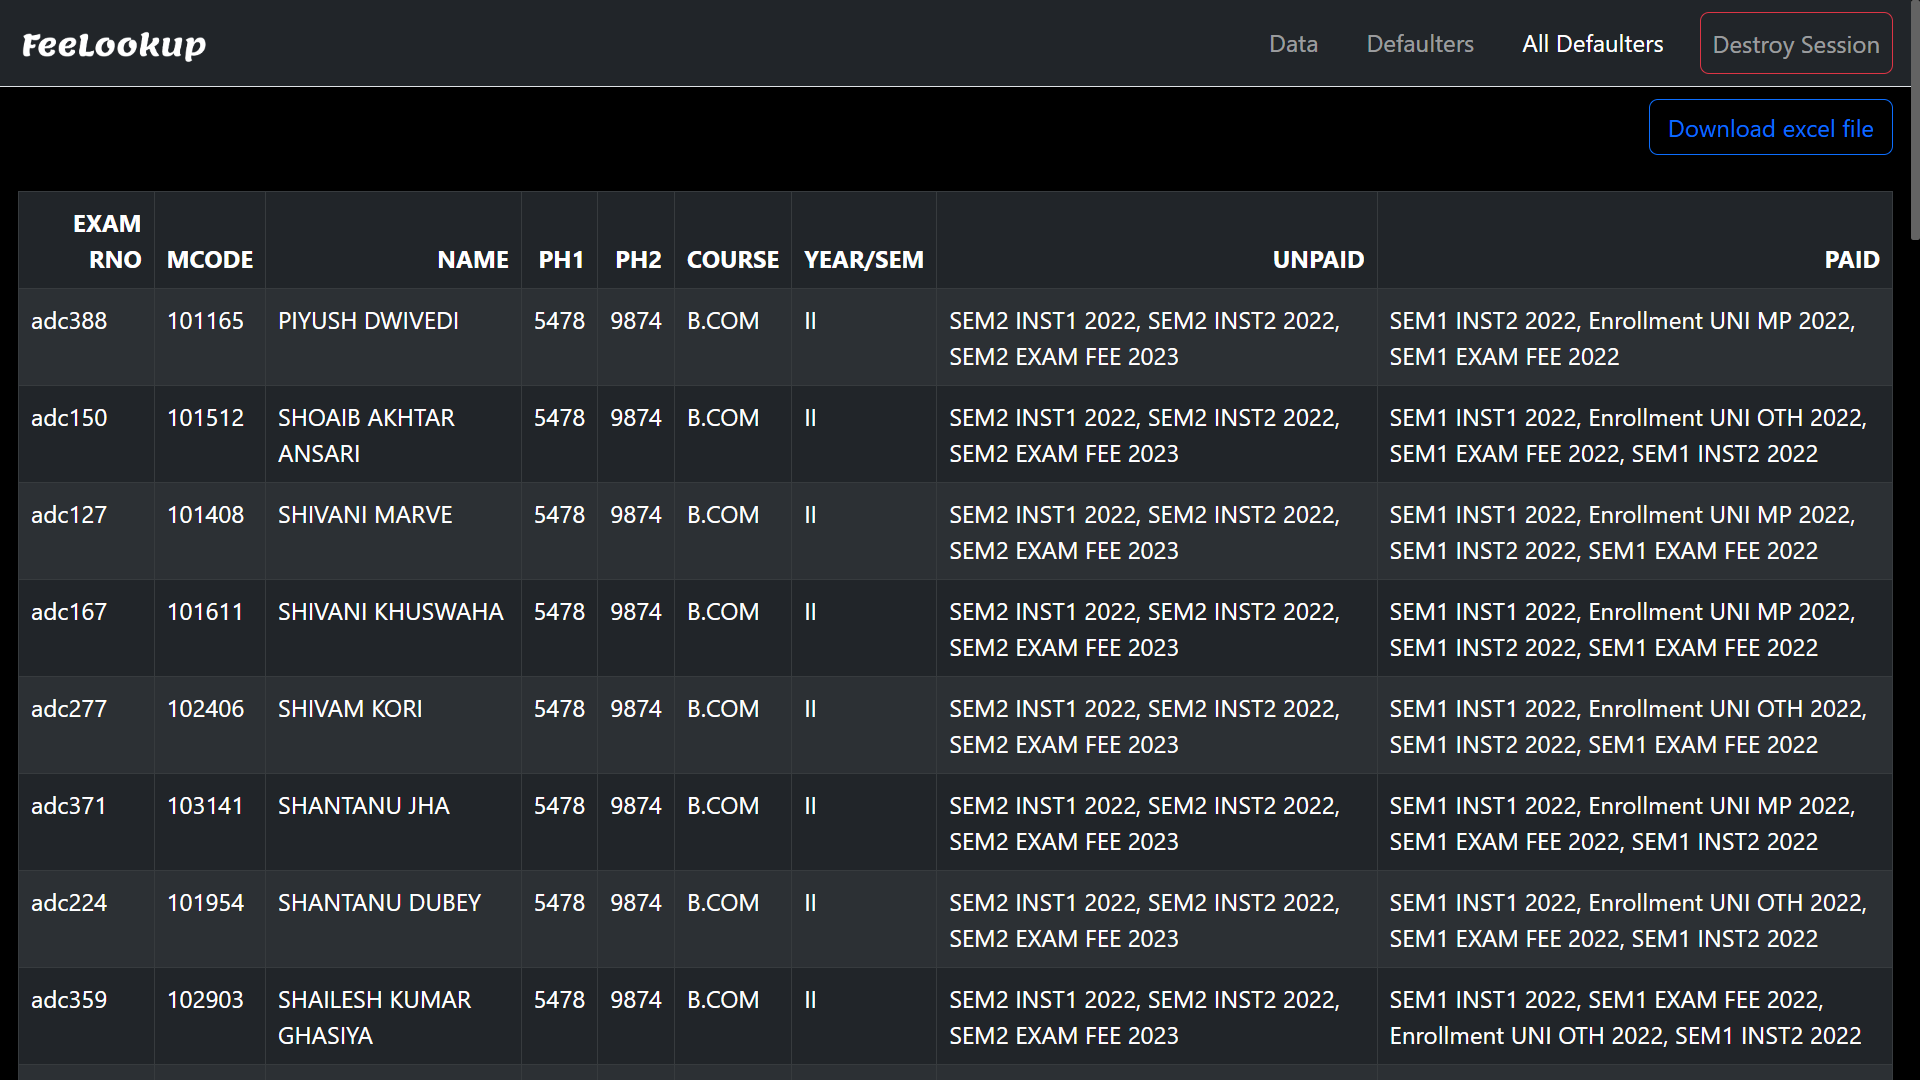 FeeLookup
Data Defaulters All Defaulters Destroy Session
Download excel file
EXAM RNO MCODE NAME PH1 PH2 COURSE YEAR/SEM UNPAID PAID
adc388 101165 PIYUSH DWIVEDI 5478 9874 B.COM II SEM2 INST1 2022, SEM2 INST2 2022, SEM1 INST2 2022, Enrollment UNI MP 2022,
SEM2 EXAM FEE 2023 SEM1 EXAM FEE 2022
adc150 101512 SHOAIB AKHTAR 5478 9874 B.COM II SEM2 INST1 2022, SEM2 INST2 2022, SEM1 INST1 2022, Enrollment UNI OTH 2022,
ANSARI SEM2 EXAM FEE 2023 SEM1 EXAM FEE 2022, SEM1 INST2 2022
adc127 101408 SHIVANI MARVE 5478 9874 B.COM II SEM2 INST1 2022, SEM2 INST2 2022, SEM1 INST1 2022, Enrollment UNI MP 2022,
SEM2 EXAM FEE 2023 SEM1 INST2 2022, SEM1 EXAM FEE 2022
adc167 101611 SHIVANI KHUSWAHA 5478 9874 B.COM II SEM2 INST1 2022, SEM2 INST2 2022, SEM1 INST1 2022, Enrollment UNI MP 2022,
SEM2 EXAM FEE 2023 SEM1 INST2 2022, SEM1 EXAM FEE 2022
adc277 102406 SHIVAM KORI 5478 9874 B.COM II SEM2 INST1 2022, SEM2 INST2 2022, SEM1 INST1 2022, Enrollment UNI OTH 2022,
SEM2 EXAM FEE 2023 SEM1 INST2 2022, SEM1 EXAM FEE 2022
adc371 103141 SHANTANU JHA 5478 9874 B.COM II SEM2 INST1 2022, SEM2 INST2 2022, SEM1 INST1 2022, Enrollment UNI MP 2022,
SEM2 EXAM FEE 2023 SEM1 EXAM FEE 2022, SEM1 INST2 2022
adc224 101954 SHANTANU DUBEY 5478 9874 B.COM II SEM2 INST1 2022, SEM2 INST2 2022, SEM1 INST1 2022, Enrollment UNI OTH 2022,
SEM2 EXAM FEE 2023 SEM1 EXAM FEE 2022, SEM1 INST2 2022
adc359 102903 SHAILESH KUMAR 5478 9874 B.COM II SEM2 INST1 2022, SEM2 INST2 2022, SEM1 INST1 2022, SEM1 EXAM FEE 2022,
GHASIYA SEM2 EXAM FEE 2023 Enrollment UNI OTH 2022, SEM1 INST2 2022